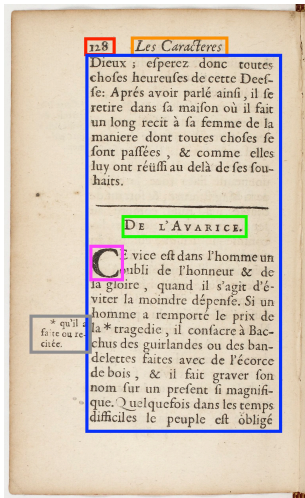 128 Les Caracteres
Dieux ; esperez donc toutes
choses heureuses de cette Dees-
se: Aprés avoir parlé ainsi, il se
retire dans sa maison où il fait
un long recit à sa femme de la
maniere dont toutes choses se
sont passées , & comme elles
luy ont réüssi au delà de ses sou-
haits.
DE L'AVARICE.
CE vice est dans l'homme un
oubli de l'honneur & de
la gloire , quand il s'agit d'é-
viter la moindre dépense. Si un
homme a remporté le prix de
la * tragedie , il consacre à Bac-
chus des guirlandes ou des ban-
delettes faites avec de l'écorce
de bois , & il fait graver son
nom sur un present si magnifi-
que. Quelquefois dans les temps
difficiles le peuple est òbligé
* qu'il a
faite ou re-
citée.